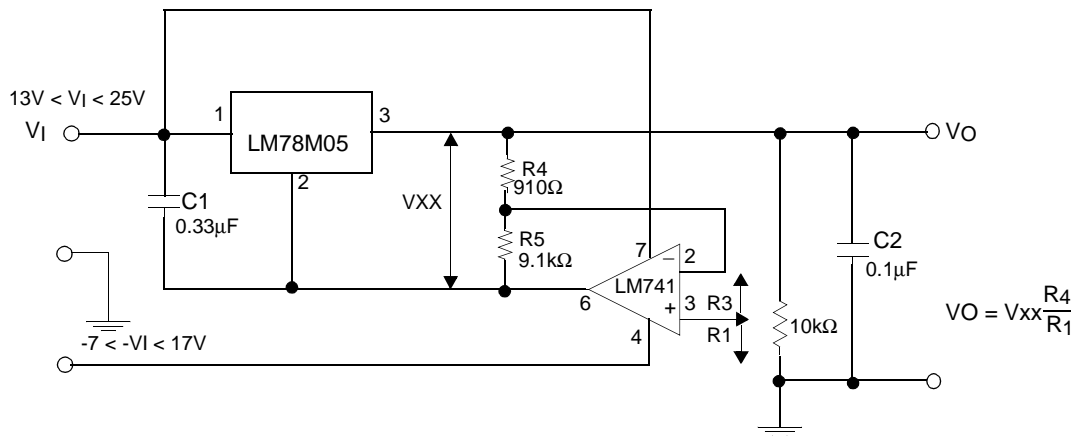 13V < VI < 25V
VI
1
LM78M05
3
2
C1
0.33μF
VXX
R4
910Ω
R5
9.1kΩ
7
–
2
LM741
6
+
3
R3
R1
4
10kΩ
C2
0.1μF
VO
VO = Vxx R4/R1
-7 < -VI < 17V